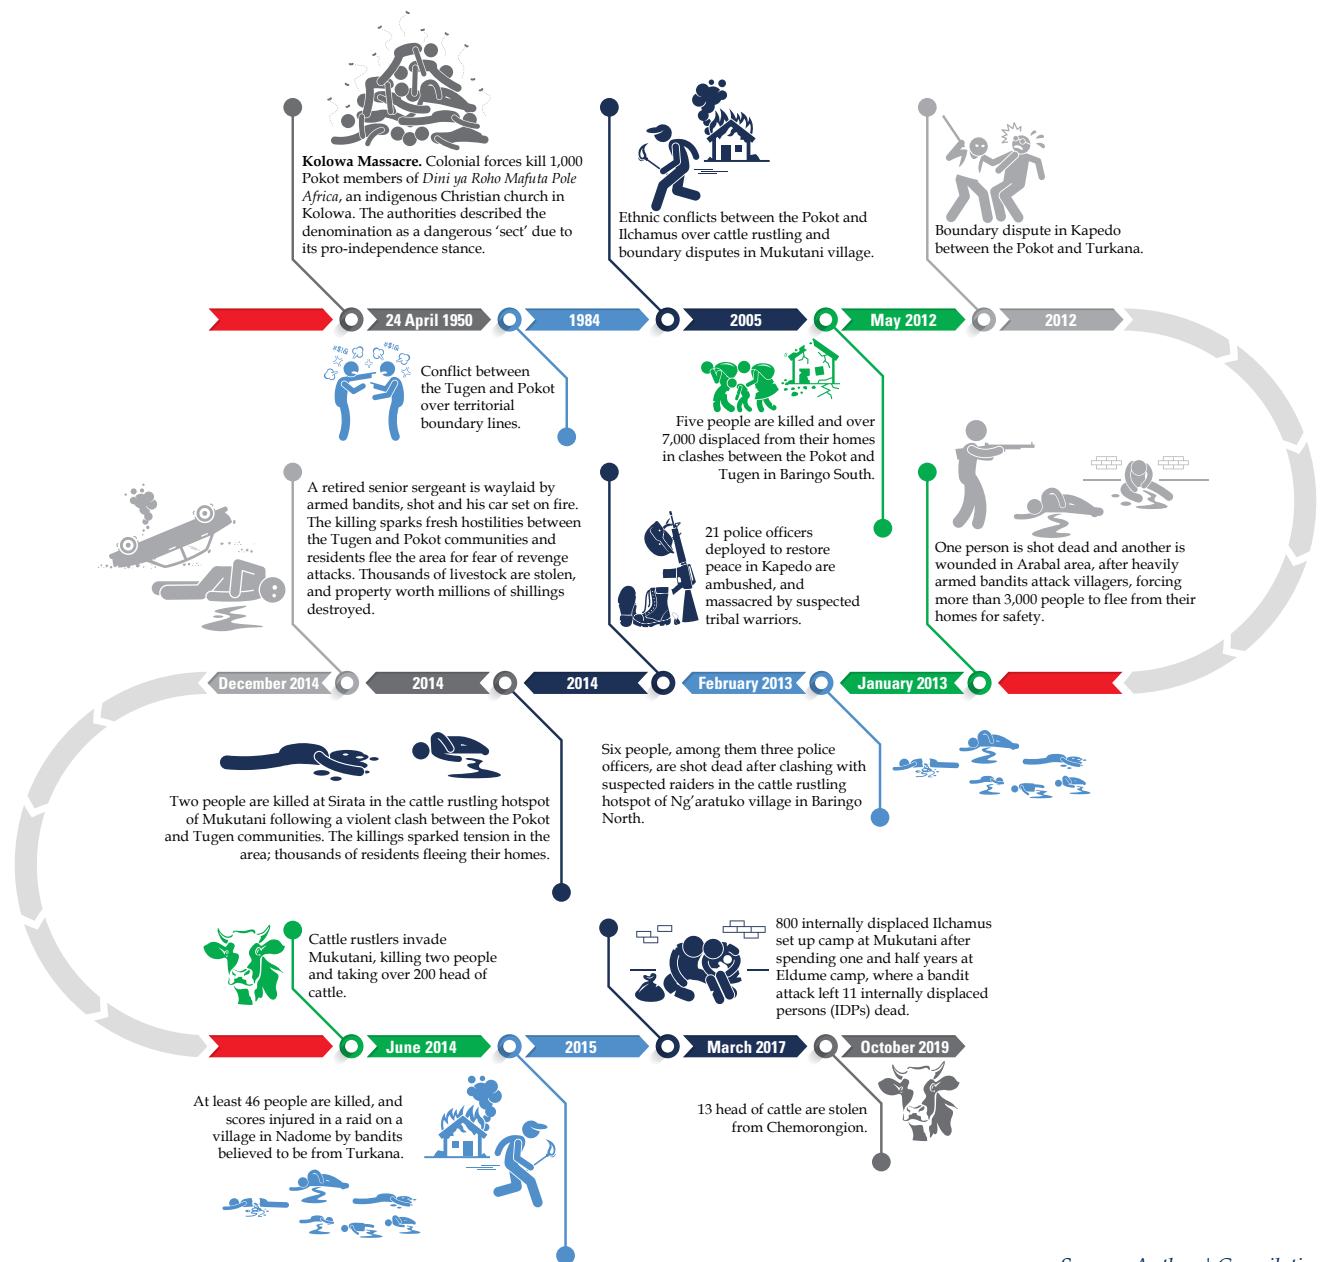 Kolowa Massacre. Colonial forces kill 1,000
Pokot members of Dini ya Roho Mafuta Pole
Africa, an indigenous Christian church in
Kolowa. The authorities described the
denomination as a dangerous ‘sect’ due to
its pro-independence stance.
Ethnic conflicts between the Pokot and
Ilchamus over cattle rustling and
boundary disputes in Mukutani village.
Boundary dispute in Kapedo
between the Pokot and Turkana.
24 April 1950
1984
2005
May 2012
2012
#$!&
#$!&
Conflict between
the Tugen and Pokot
over territorial
boundary lines.
Five people are killed and over
7,000 displaced from their homes
in clashes between the Pokot and
Tugen in Baringo South.
A retired senior sergeant is waylaid by
armed bandits, shot and his car set on fire.
The killing sparks fresh hostilities between
the Tugen and Pokot communities and
residents flee the area for fear of revenge
attacks. Thousands of livestock are stolen,
and property worth millions of shillings
destroyed.
21 police officers
deployed to restore
peace in Kapedo are
ambushed, and
massacred by suspected
tribal warriors.
One person is shot dead and another is
wounded in Arabal area, after heavily
armed bandits attack villagers, forcing
more than 3,000 people to flee from their
homes for safety.
December 2014
2014
2014
February 2013
January 2013
Two people are killed at Sirata in the cattle rustling hotspot
of Mukutani following a violent clash between the Pokot
and Tugen communities. The killings sparked tension in the
area; thousands of residents fleeing their homes.
Six people, among them three police
officers, are shot dead after clashing with
suspected raiders in the cattle rustling
hotspot of Ng’aratuko village in Baringo
North.
Cattle rustlers invade
Mukutani, killing two people
and taking over 200 head of
cattle.
800 internally displaced Ilchamus
set up camp at Mukutani after
spending one and half years at
Eldume camp, where a bandit
attack left 11 internally displaced
persons (IDPs) dead.
June 2014
2015
March 2017
October 2019
At least 46 people are killed, and
scores injured in a raid on a
village in Nadome by bandits
believed to be from Turkana.
13 head of cattle are stolen
from Chemorongion.